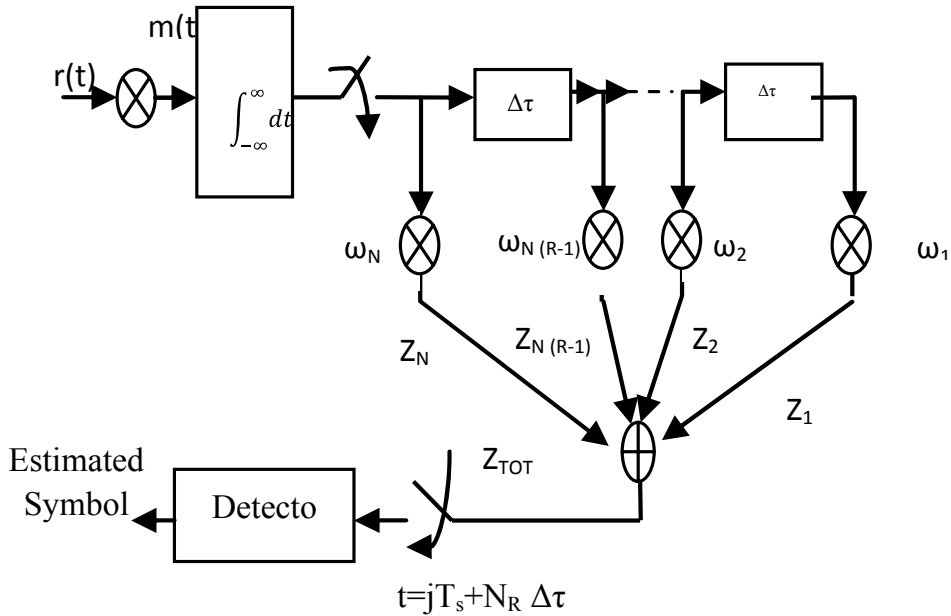 m(t
r(t)
∫_{-∞}^{∞} dt
Δτ
Δτ
ω_N
ω_{N (R-1)}
ω_2
ω_1
Z_N
Z_{N (R-1)}
Z_2
Z_1
Z_{TOT}
Estimated
Symbol
Detecto
t=jT_s+N_R Δτ